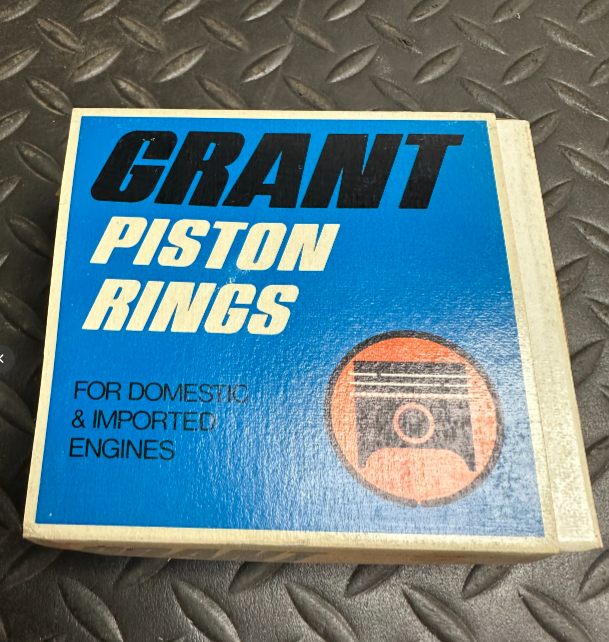 GRANT
PISTON
RINGS
FOR DOMESTIC
& IMPORTED
ENGINES